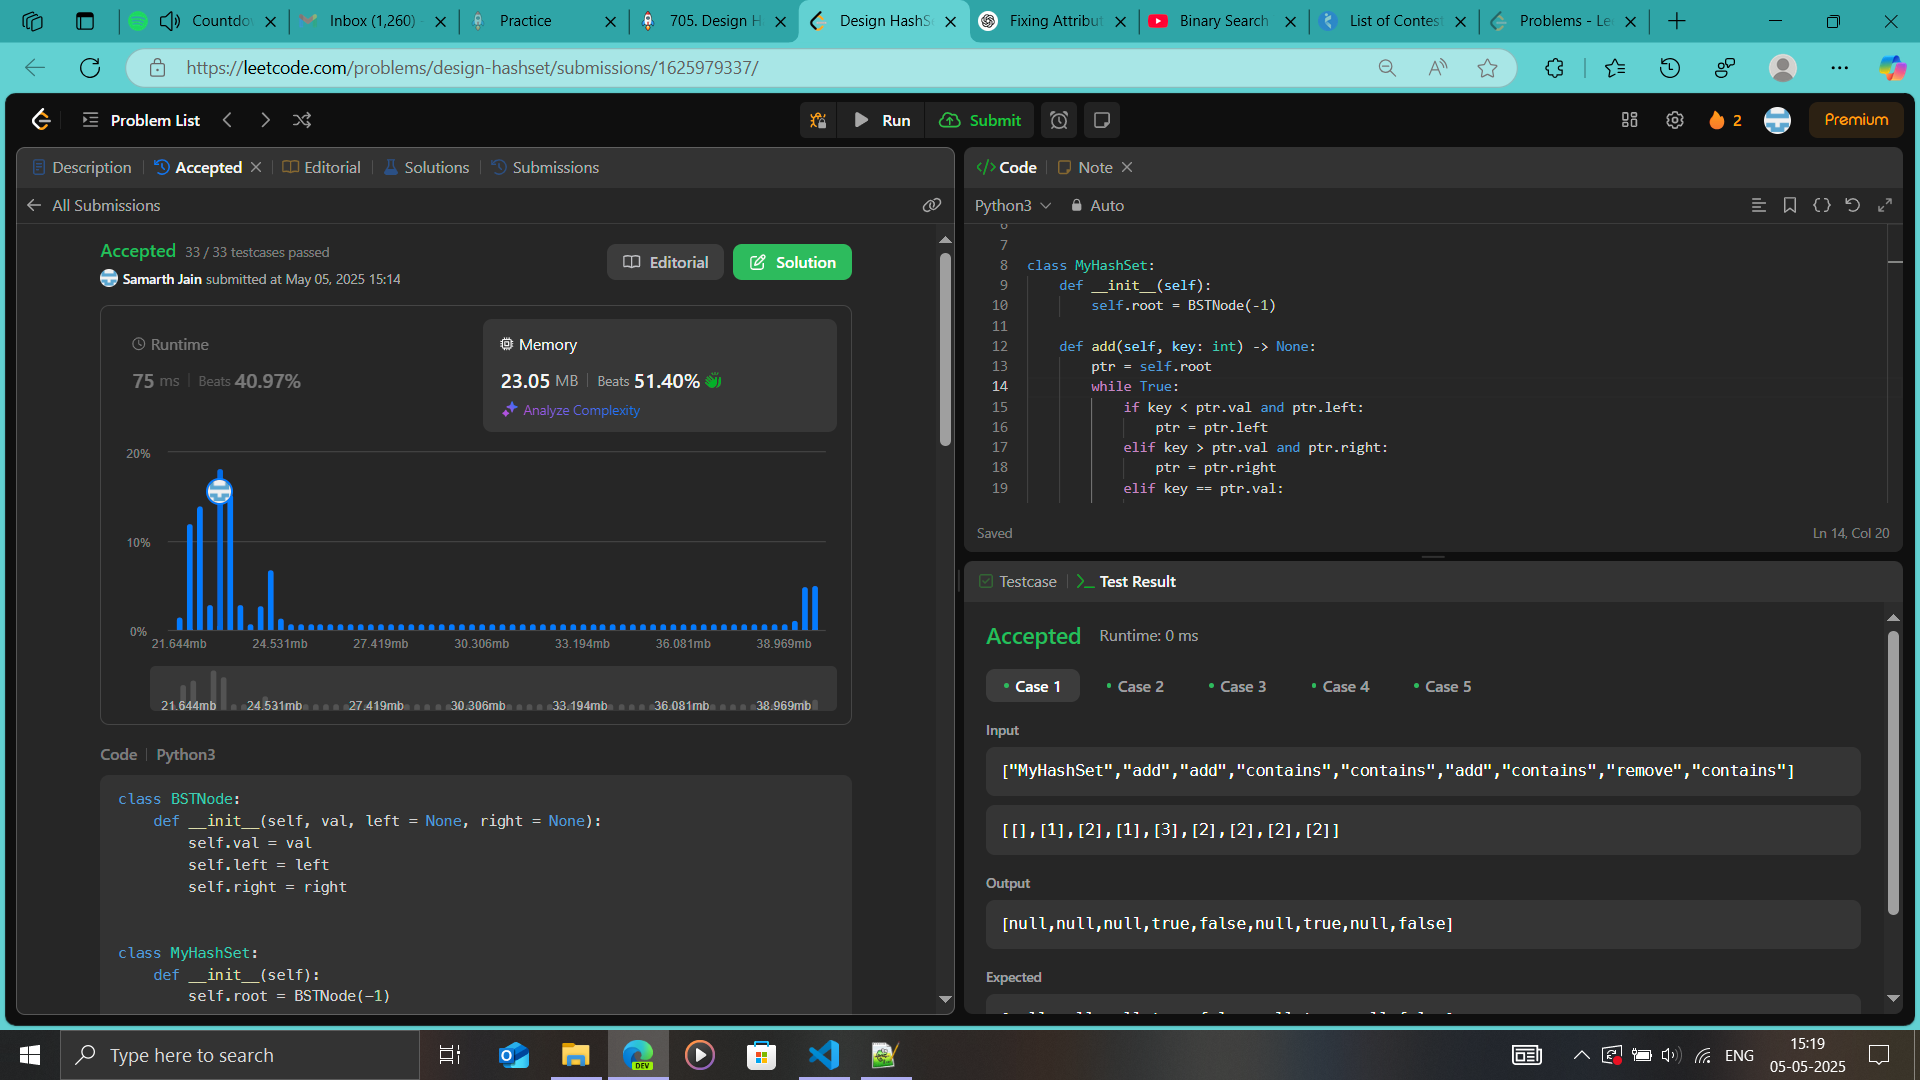 Countdo
Inbox (1,260) -
Practice
705. Design H
Design HashS
Fixing Attribut
Binary Search
List of Contest
Problems - Le
https://leetcode.com/problems/design-hashset/submissions/1625979337/
Problem List
Run
Submit
2
Premium
Description
Accepted
Editorial
Solutions
Submissions
All Submissions
Accepted 33 / 33 testcases passed
Samarth Jain submitted at May 05, 2025 15:14
Editorial
Solution
Runtime
75 ms | Beats 40.97%
Memory
23.05 MB | Beats 51.40%
Analyze Complexity
20%
10%
0%
21.644mb 24.531mb 27.419mb 30.306mb 33.194mb 36.081mb 38.969mb
21.644mb 24.531mb 27.419mb 30.306mb 33.194mb 36.081mb 38.969mb
Code | Python3
class BSTNode:
    def __init__(self, val, left = None, right = None):
        self.val = val
        self.left = left
        self.right = right
class MyHashSet:
    def __init__(self):
        self.root = BSTNode(-1)
</> Code
Note
Python3
Auto
6
7
8 class MyHashSet:
9     def __init__(self):
10         self.root = BSTNode(-1)
11
12     def add(self, key: int) -> None:
13         ptr = self.root
14         while True:
15             if key < ptr.val and ptr.left:
16                 ptr = ptr.left
17             elif key > ptr.val and ptr.right:
18                 ptr = ptr.right
19             elif key == ptr.val:
Saved
Ln 14, Col 20
Testcase
Test Result
Accepted Runtime: 0 ms
• Case 1 • Case 2 • Case 3 • Case 4 • Case 5
Input
["MyHashSet","add","add","contains","contains","add","contains","remove","contains"]
[[],[1],[2],[1],[3],[2],[2],[2],[2]]
Output
[null,null,null,true,false,null,true,null,false]
Expected
Type here to search
DEV
ENG
15:19
05-05-2025